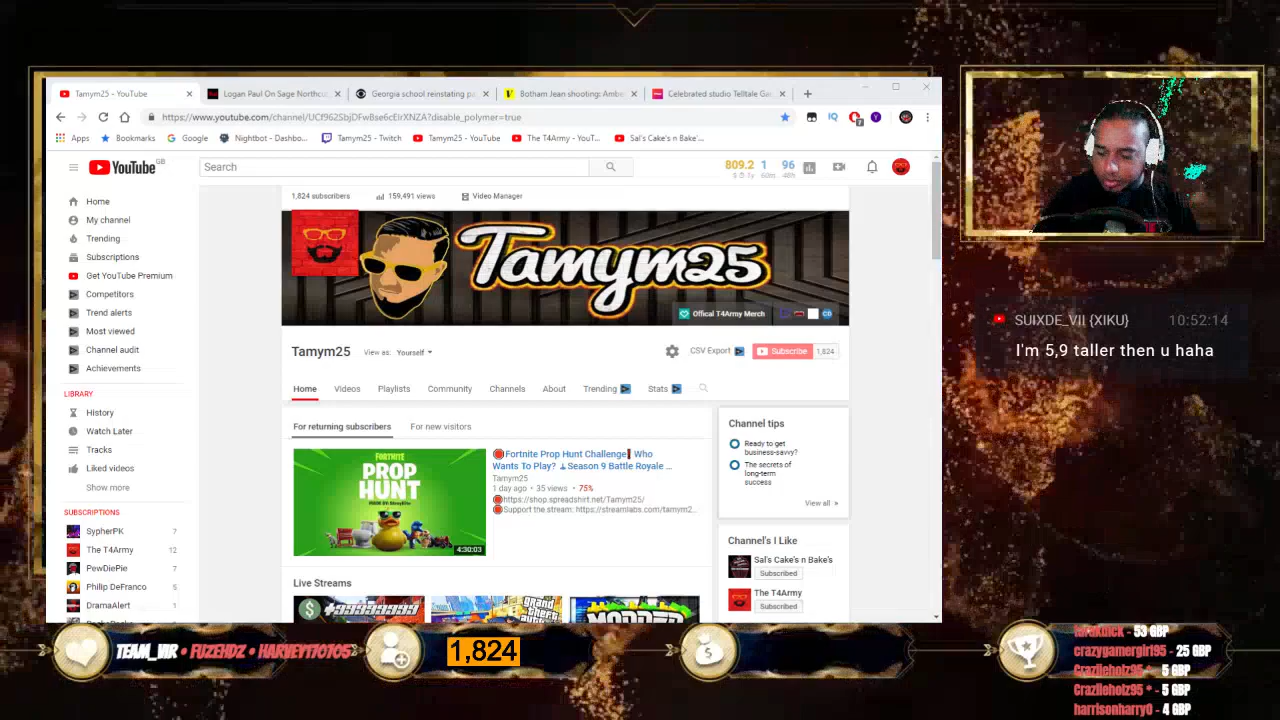 Tamym25 - YouTube
Logan Paul On Sage Northcut
Georgia school reinstating pa
Botham Jean shooting: Ambe
Celebrated studio Telltale Ga
Apps
Bookmarks
Google
Nightbot - Dashbo...
Tamym25 - Twitch
Tamym25 - YouTube
The T4Army - YouT...
Sal's Cake's n Bake'...
YouTube GB
Search
809.2 1 96
1,824 subscribers
159,491 views
Video Manager
Home
My channel
Trending
Subscriptions
Get YouTube Premium
Competitors
Trend alerts
Most viewed
Channel audit
Achievements
LIBRARY
History
Watch Later
Tracks
Liked videos
Show more
SUBSCRIPTIONS
SypherPK 7
The T4Army 12
PewDiePie 7
Philip DeFranco 5
DramaAlert 1
Tamym25
Offical T4Army Merch
Tamym25
View as: Yourself
CSV Export
Subscribe 1,824
Home Videos Playlists Community Channels About Trending Stats
For returning subscribers
For new visitors
FORTNITE
PROP
HUNT
4:30:03
Fortnite Prop Hunt Challenge Who
Wants To Play? Season 9 Battle Royale ...
Tamym25
1 day ago • 35 views • 75%
https://shop.spreadshirt.net/Tamym25/
Support the stream: https://streamlabs.com/tamym2...
Live Streams
Channel tips
Ready to get
business-savvy?
The secrets of
long-term
success
View all »
Channel's I Like
Sal's Cake's n Bake's
Subscribed
The T4Army
Subscribed
SUIXDE_VII {XIKU} 10:52:14
I'm 5,9 taller then u haha
1,824
53 GBP
crazygamergirl95 - 25 GBP
Crazlieholz95 * - 5 GBP
Crazlieholz95 * - 5 GBP
harrisonharry0 - 4 GBP